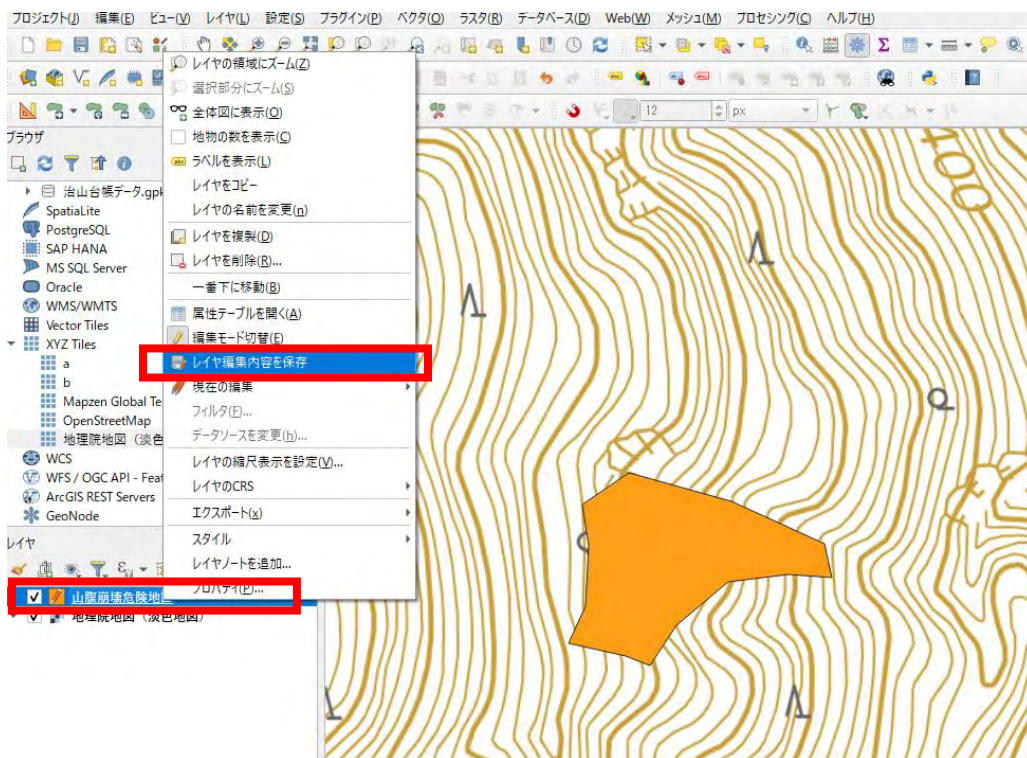 プロジェクト(J) 編集(E) ビュー(V) レイヤ(L) 設定(S) プラグイン(P) ベクタ(O) ラスタ(R) データベース(D) Web(W) メッシュ(M) プロセシング(C) ヘルプ(H)
12 px
ブラウザ
治山台帳データ.gpk
SpatiaLite
PostgreSQL
SAP HANA
MS SQL Server
Oracle
WMS/WMTS
Vector Tiles
XYZ Tiles
a
b
Mapzen Global Te
OpenStreetMap
地理院地図（淡色
WCS
WFS / OGC API - Feat
ArcGIS REST Servers
GeoNode
レイヤ
山腹崩壊危険地
地理院地図（淡色地図）
レイヤの領域にズーム(Z)
選択部分にズーム(S)
全体図に表示(O)
地物の数を表示(C)
abc ラベルを表示(L)
レイヤをコピー
レイヤの名前を変更(n)
レイヤを複製(D)
レイヤを削除(R)...
一番下に移動(B)
属性テーブルを開く(A)
編集モード切替(E)
レイヤ編集内容を保存
現在の編集
フィルタ(F)...
データソースを変更(h)...
レイヤの縮尺表示を設定(V)...
レイヤのCRS
エクスポート(x)
スタイル
レイヤノートを追加...
プロパティ(P)...
400